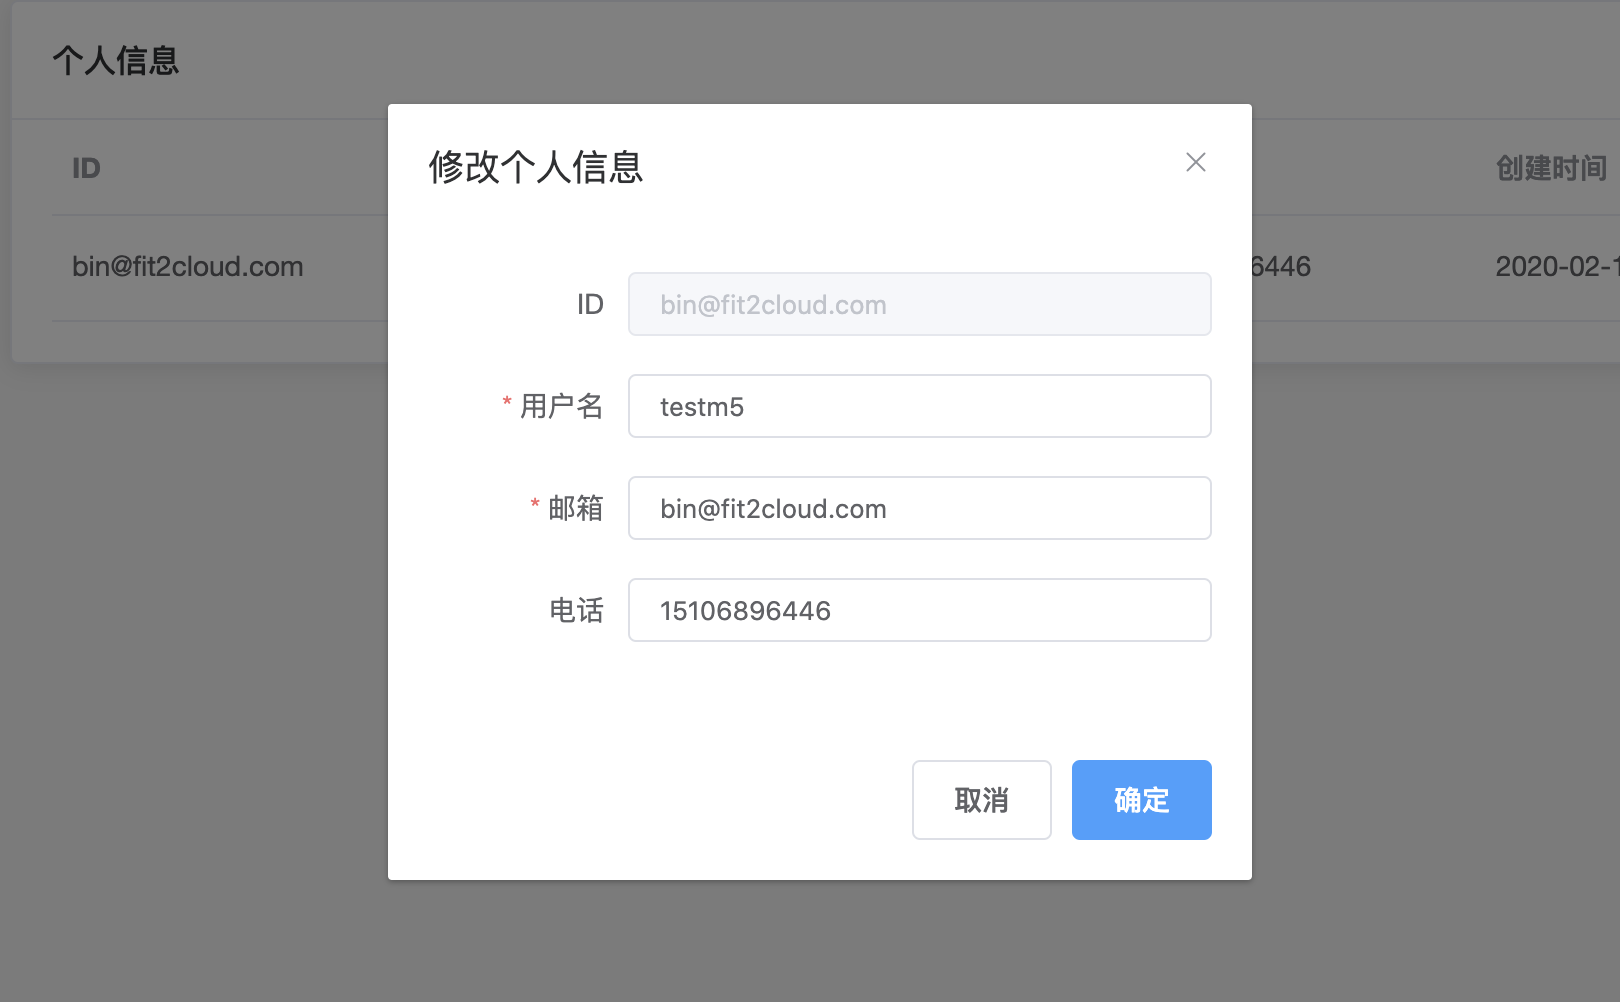 个人信息
ID
创建时间
bin@fit2cloud.com
6446
2020-02-1
修改个人信息
ID
bin@fit2cloud.com
* 用户名
testm5
* 邮箱
bin@fit2cloud.com
电话
15106896446
取消
确定